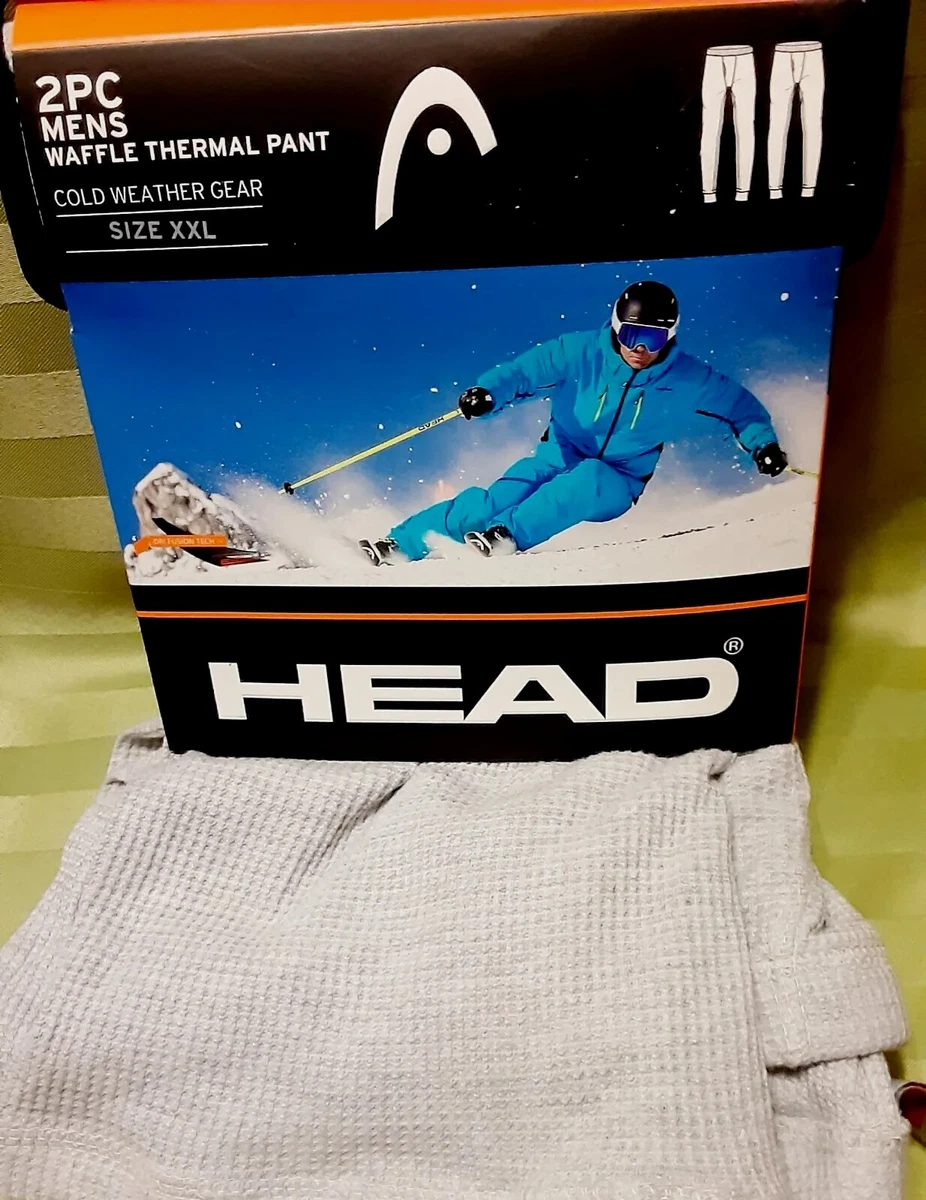 2PC
MENS
WAFFLE THERMAL PANT
COLD WEATHER GEAR
SIZE XXL
HEAD
DRI FUSION TECH
HEAD®